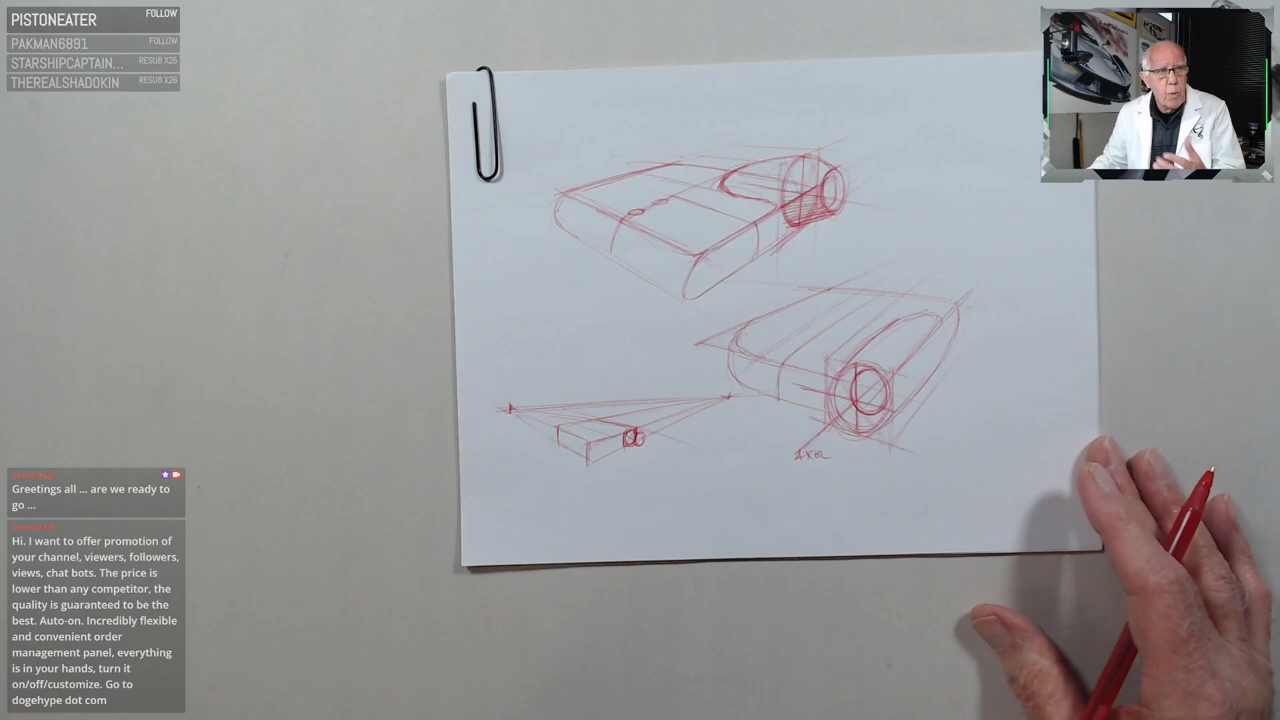 PISTONEATER FOLLOW
PAKMAN6891 FOLLOW
STARSHIPCAPTAIN... RESUB X25
THEREALSHADOKIN RESUB X26
Greetings all ... are we ready to
go ...
Hi. I want to offer promotion of
your channel, viewers, followers,
views, chat bots. The price is
lower than any competitor, the
quality is guaranteed to be the
best. Auto-on. Incredibly flexible
and convenient order
management panel, everything
is in your hands, turn it
on/off/customize. Go to
dogehype dot com